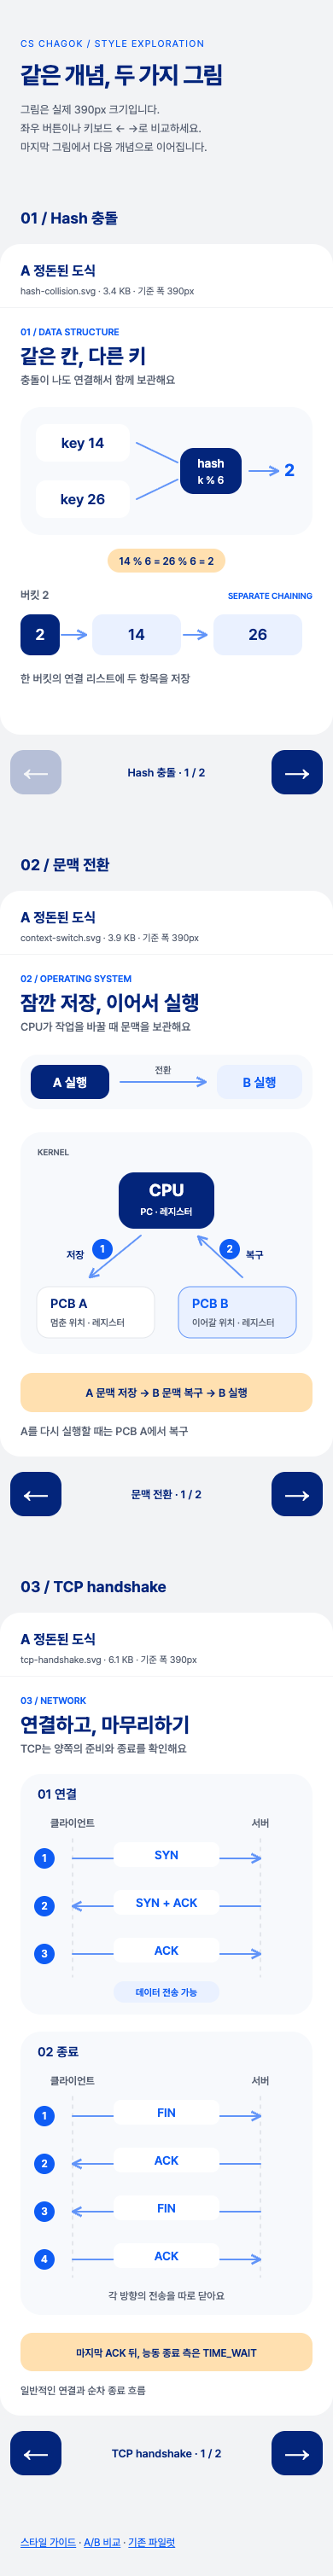 CS CHAGOK / STYLE EXPLORATION
같은 개념, 두 가지 그림
그림은 실제 390px 크기입니다.
좌우 버튼이나 키보드 ← →로 비교하세요.
마지막 그림에서 다음 개념으로 이어집니다.
01 / Hash 충돌
A 정돈된 도식
hash-collision.svg · 3.4 KB · 기준 폭 390px
01 / DATA STRUCTURE
같은 칸, 다른 키
충돌이 나도 연결해서 함께 보관해요
key 14
hash
k % 6
2
key 26
14 % 6 = 26 % 6 = 2
버킷 2 SEPARATE CHAINING
2 14 26
한 버킷의 연결 리스트에 두 항목을 저장
← Hash 충돌 · 1 / 2 →
02 / 문맥 전환
A 정돈된 도식
context-switch.svg · 3.9 KB · 기준 폭 390px
02 / OPERATING SYSTEM
잠깐 저장, 이어서 실행
CPU가 작업을 바꿀 때 문맥을 보관해요
A 실행 전환 B 실행
KERNEL
CPU
PC · 레지스터
저장 1 2 복구
PCB A PCB B
멈춘 위치 · 레지스터 이어갈 위치 · 레지스터
A 문맥 저장 → B 문맥 복구 → B 실행
A를 다시 실행할 때는 PCB A에서 복구
← 문맥 전환 · 1 / 2 →
03 / TCP handshake
A 정돈된 도식
tcp-handshake.svg · 6.1 KB · 기준 폭 390px
03 / NETWORK
연결하고, 마무리하기
TCP는 양쪽의 준비와 종료를 확인해요
01 연결
클라이언트 서버
1 SYN
2 SYN + ACK
3 ACK
데이터 전송 가능
02 종료
클라이언트 서버
1 FIN
2 ACK
3 FIN
4 ACK
각 방향의 전송을 따로 닫아요
마지막 ACK 뒤, 능동 종료 측은 TIME_WAIT
일반적인 연결과 순차 종료 흐름
← TCP handshake · 1 / 2 →
스타일 가이드 · A/B 비교 · 기존 파일럿